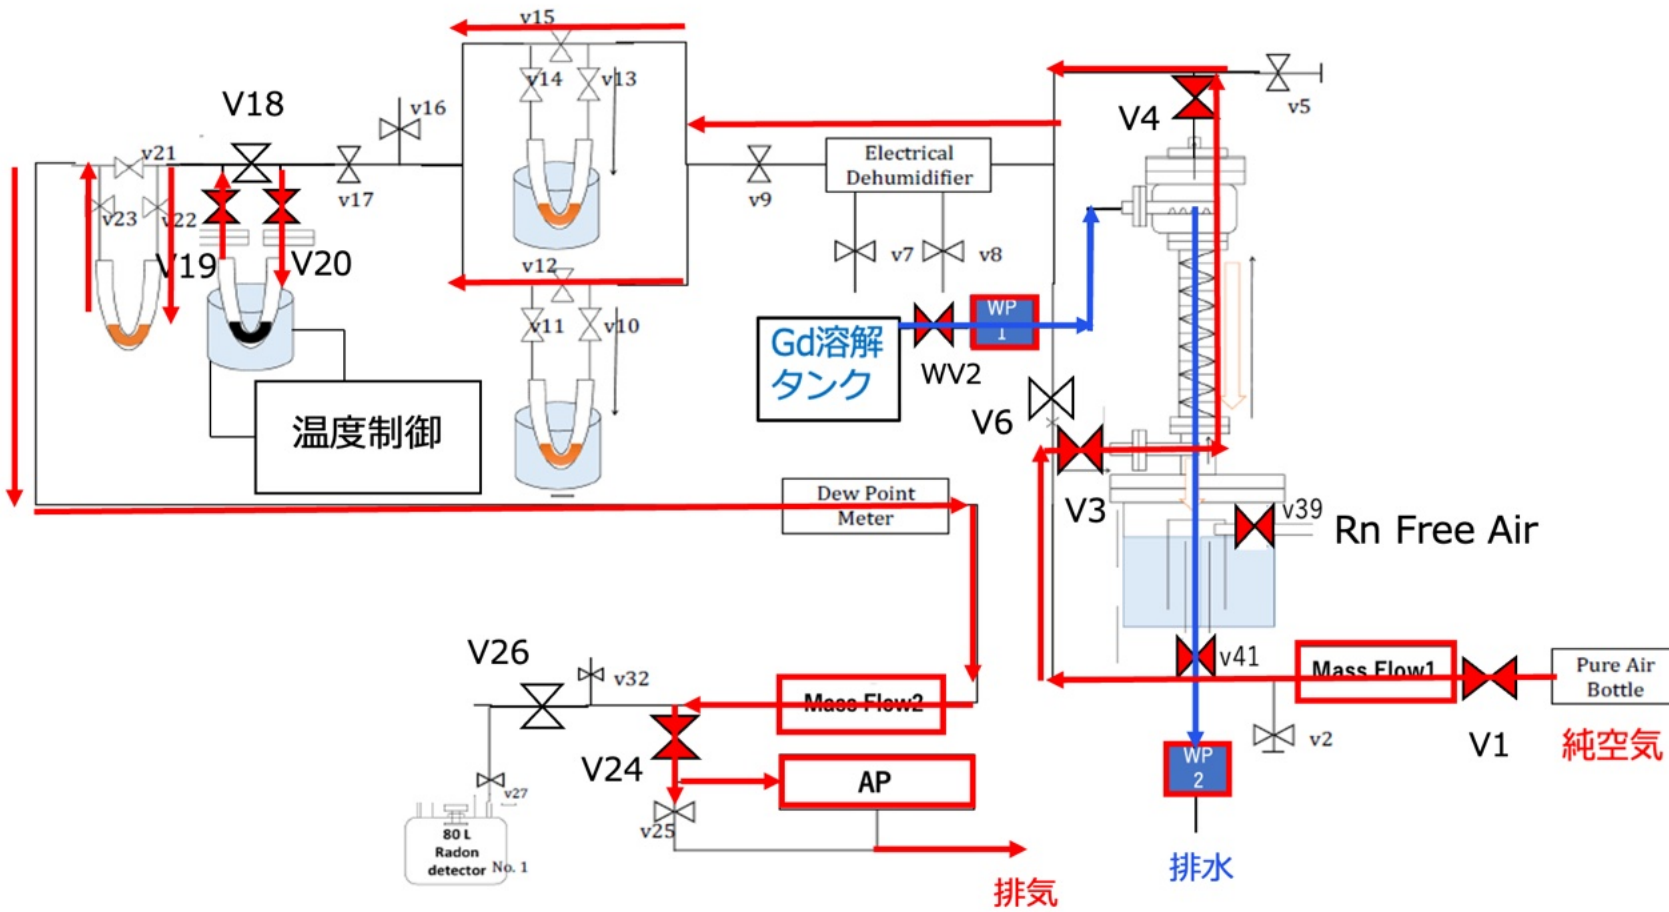 v15
v14
v13
v5
V4
V18
v16
v21
v17
v9
Electrical
Dehumidifier
v23
v22
V19
V20
v12
v7
v8
v11
v10
WP
1
Gd溶解
タンク
WV2
V6
温度制御
V3
v39
Rn Free Air
Dew Point
Meter
V26
v32
v41
Mass Flow1
Pure Air
Bottle
Mass Flow2
V24
v2
V1
純空気
AP
WP
2
v27
v25
80 L
Radon
detector
No. 1
排水
排気